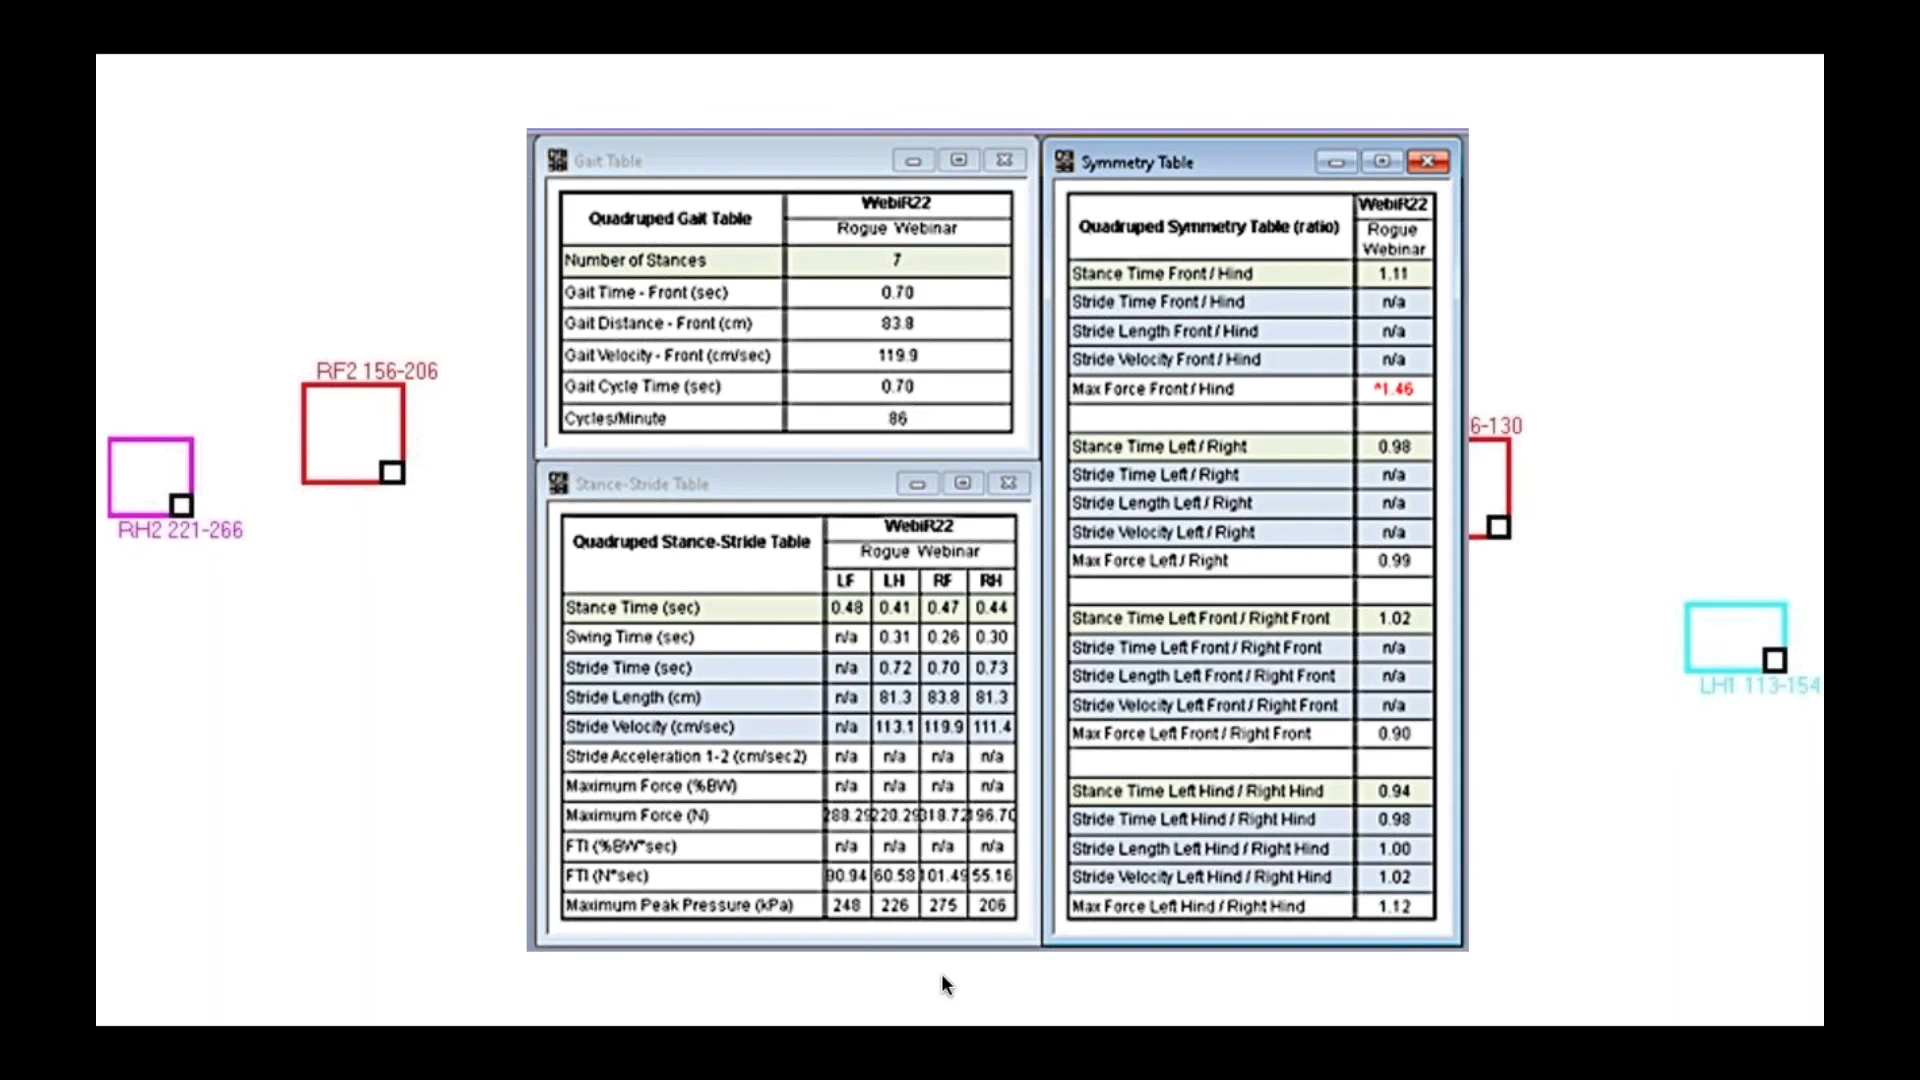 Gait Table
Quadruped Gait Table WebiR22
Rogue Webinar
Number of Stances 7
Gait Time - Front (sec) 0.70
Gait Distance - Front (cm) 83.8
Gait Velocity - Front (cm/sec) 119.9
Gait Cycle Time (sec) 0.70
Cycles/Minute 86
Stance-Stride Table
Quadruped Stance-Stride Table WebiR22
Rogue Webinar
LF LH RF RH
Stance Time (sec) 0.48 0.41 0.47 0.44
Swing Time (sec) n/a 0.31 0.26 0.30
Stride Time (sec) n/a 0.72 0.70 0.73
Stride Length (cm) n/a 81.3 83.8 81.3
Stride Velocity (cm/sec) n/a 113.1 119.9 111.4
Stride Acceleration 1-2 (cm/sec2) n/a n/a n/a n/a
Maximum Force (%BW) n/a n/a n/a n/a
Maximum Force (N)
FTI (%BW*sec) n/a n/a n/a n/a
FTI (N*sec) 60.58 101.49 55.16
Maximum Peak Pressure (kPa) 248 226 275 206
Symmetry Table
Quadruped Symmetry Table (ratio) WebiR22
Rogue
Webinar
Stance Time Front / Hind 1.11
Stride Time Front / Hind n/a
Stride Length Front / Hind n/a
Stride Velocity Front / Hind n/a
Max Force Front / Hind *1.46
Stance Time Left / Right 0.98
Stride Time Left / Right n/a
Stride Length Left / Right n/a
Stride Velocity Left / Right n/a
Max Force Left / Right 0.99
Stance Time Left Front / Right Front 1.02
Stride Time Left Front / Right Front n/a
Stride Length Left Front / Right Front n/a
Stride Velocity Left Front / Right Front n/a
Max Force Left Front / Right Front 0.90
Stance Time Left Hind / Right Hind 0.94
Stride Time Left Hind / Right Hind 0.98
Stride Length Left Hind / Right Hind 1.00
Stride Velocity Left Hind / Right Hind 1.02
Max Force Left Hind / Right Hind 1.12
RF2 156-206
RH2 221-266
6-130
LH1 113-154